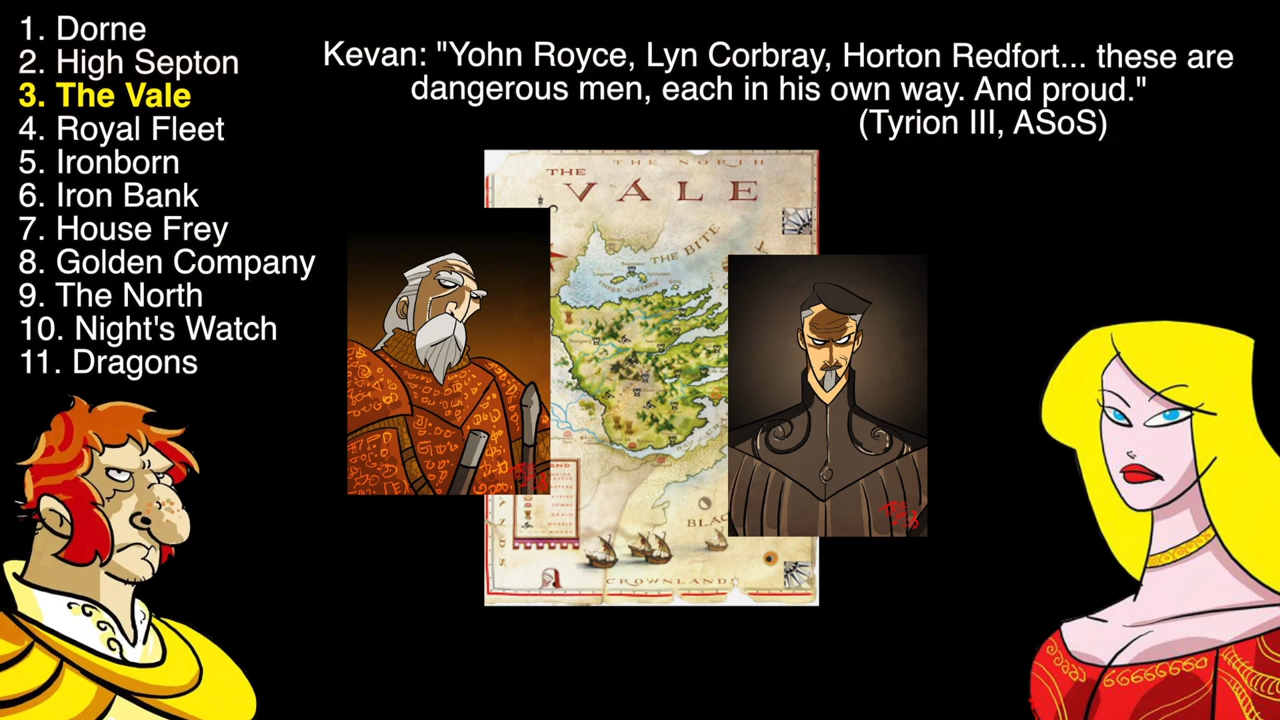 1. Dorne
2. High Septon
3. The Vale
4. Royal Fleet
5. Ironborn
6. Iron Bank
7. House Frey
8. Golden Company
9. The North
10. Night's Watch
11. Dragons
Kevan: "Yohn Royce, Lyn Corbray, Horton Redfort... these are
dangerous men, each in his own way. And proud."
(Tyrion III, ASoS)
THE NORTH
THE
VALE
THE BITE
BLAC
CROWNLANDS